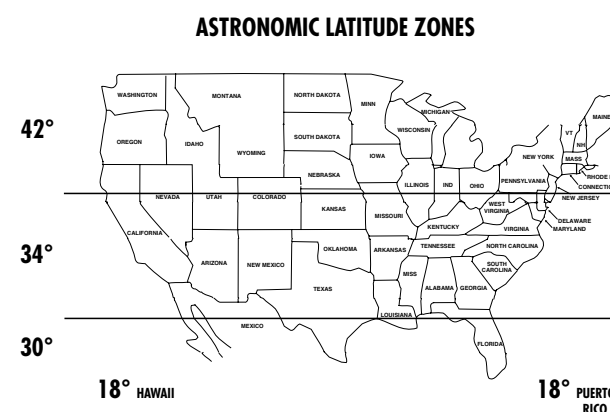 ASTRONOMIC LATITUDE ZONES
42°
34°
30°
WASHINGTON
MONTANA
NORTH DAKOTA
MINN
MICHIGAN
MAINE
OREGON
IDAHO
WYOMING
SOUTH DAKOTA
WISCONSIN
VT
NH
NEW YORK
MASS
NEBRASKA
IOWA
RHODE I
CONNECTIC
NEVADA
UTAH
COLORADO
KANSAS
ILLINOIS
IND
OHIO
PENNSYLVANIA
NEW JERSEY
CALIFORNIA
MISSOURI
WEST
VIRGINIA
KENTUCKY
VIRGINIA
DELAWARE
MARYLAND
ARIZONA
NEW MEXICO
OKLAHOMA
ARKANSAS
TENNESSEE
NORTH CAROLINA
SOUTH
CAROLINA
TEXAS
MISS
ALABAMA
GEORGIA
LOUISIANA
MEXICO
FLORIDA
18° HAWAII
18° PUERTO
RICO